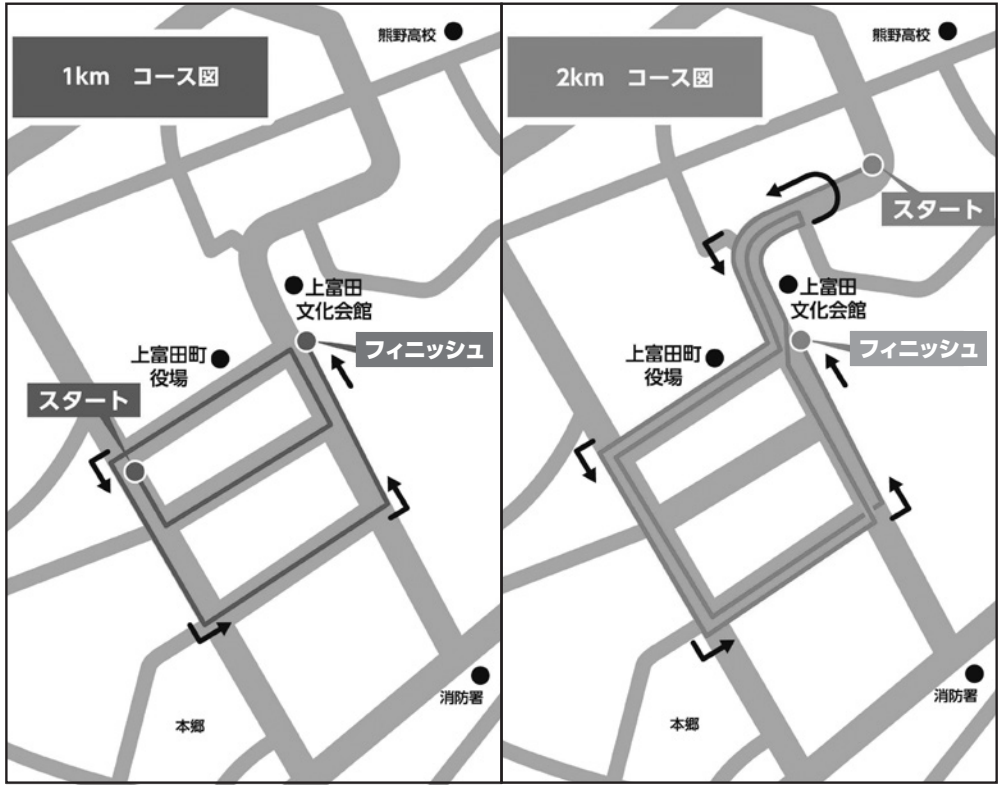 熊野高校
1km コース図
上富田
文化会館
フィニッシュ
上富田町
役場
スタート
消防署
本郷
熊野高校
2km コース図
スタート
上富田
文化会館
フィニッシュ
上富田町
役場
消防署
本郷